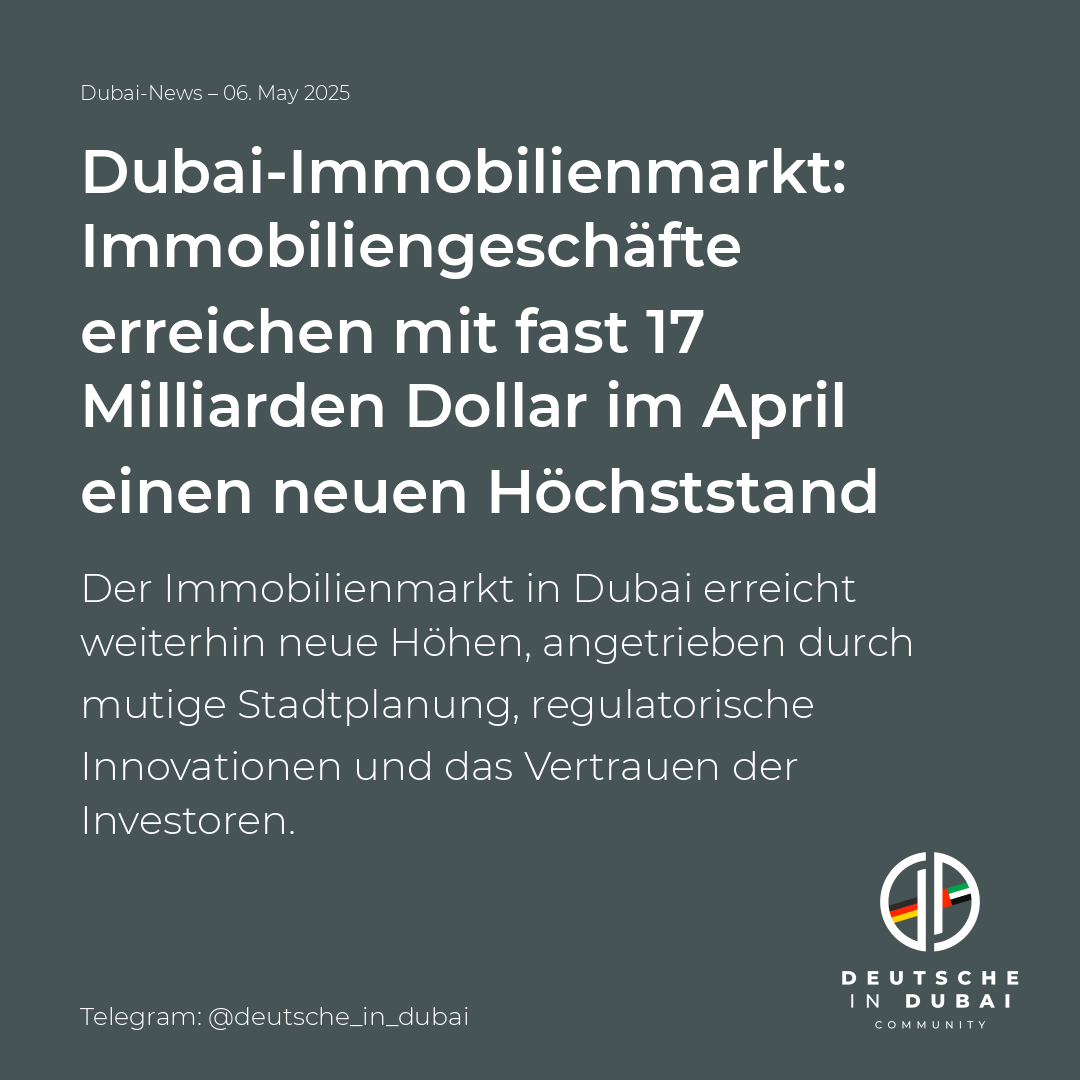 Dubai-News – 06. May 2025
Dubai-Immobilienmarkt:
Immobiliengeschäfte
erreichen mit fast 17
Milliarden Dollar im April
einen neuen Höchststand
Der Immobilienmarkt in Dubai erreicht
weiterhin neue Höhen, angetrieben durch
mutige Stadtplanung, regulatorische
Innovationen und das Vertrauen der
Investoren.
DEUTSCHE
IN DUBAI
COMMUNITY
Telegram: @deutsche_in_dubai